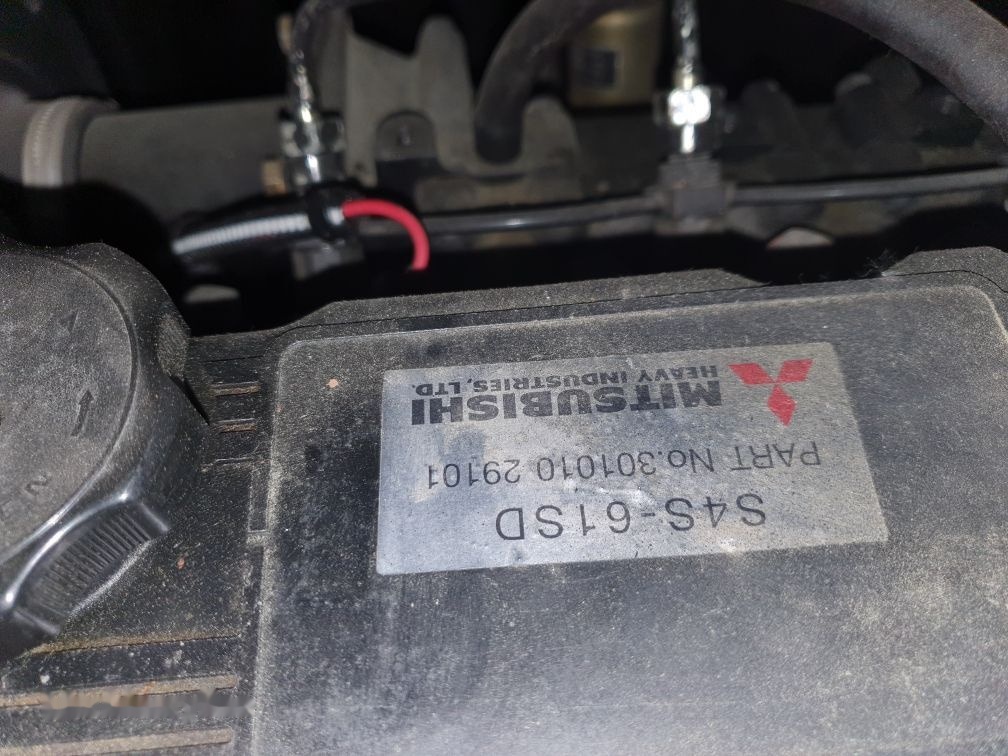 MITSUBISHI
HEAVY INDUSTRIES, LTD.
PART No.301010 29101
S4S-61SD